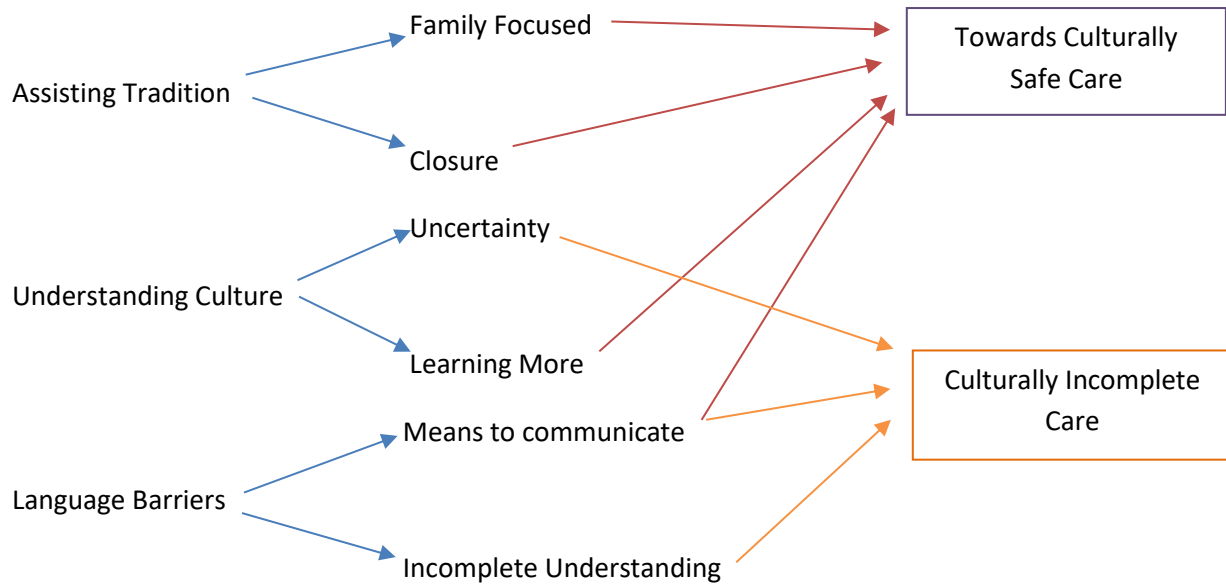 Family Focused
Towards Culturally
Safe Care
Assisting Tradition
Closure
Uncertainty
Understanding Culture
Learning More
Culturally Incomplete
Care
Means to communicate
Language Barriers
Incomplete Understanding